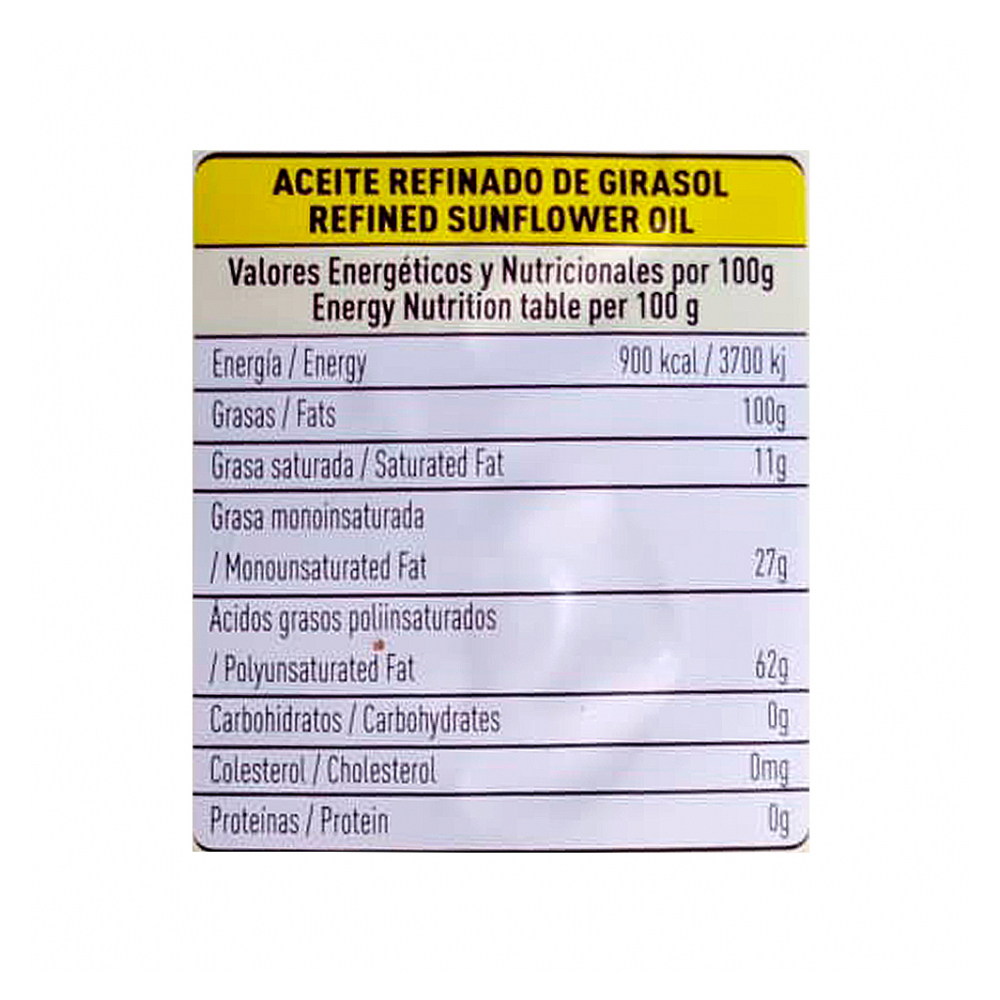 ACEITE REFINADO DE GIRASOL
REFINED SUNFLOWER OIL
Valores Energéticos y Nutricionales por 100g
Energy Nutrition table per 100 g
Energía / Energy 900 kcal / 3700 kj
Grasas / Fats 100g
Grasa saturada / Saturated Fat 11g
Grasa monoinsaturada
/ Monounsaturated Fat 27g
Ácidos grasos poliinsaturados
/ Polyunsaturated Fat 62g
Carbohidratos / Carbohydrates 0g
Colesterol / Cholesterol 0mg
Proteínas / Protein 0g